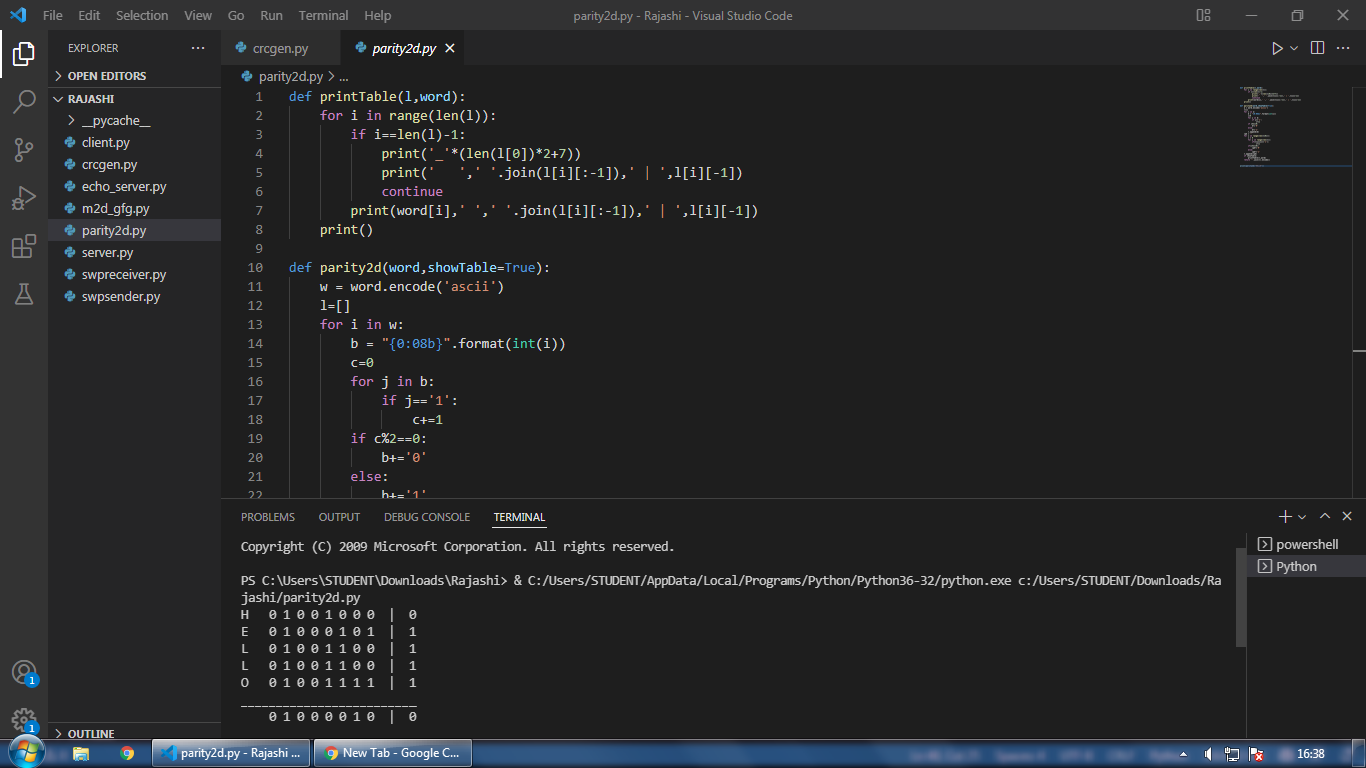 File Edit Selection View Go Run Terminal Help parity2d.py - Rajashi - Visual Studio Code
EXPLORER ...
OPEN EDITORS
RAJASHI
__pycache__
client.py
crcgen.py
echo_server.py
m2d_gfg.py
parity2d.py
server.py
swpreceiver.py
swpsender.py
OUTLINE
1
1
crcgen.py parity2d.py
parity2d.py > ...
1 def printTable(l,word):
2     for i in range(len(l)):
3         if i==len(l)-1:
4             print('_'*(len(l[0])*2+7))
5             print('   ',' '.join(l[i][:-1]),' | ',l[i][-1])
6             continue
7         print(word[i],' ',' '.join(l[i][:-1]),' | ',l[i][-1])
8     print()
9
10 def parity2d(word,showTable=True):
11     w = word.encode('ascii')
12     l=[]
13     for i in w:
14         b = "{0:08b}".format(int(i))
15         c=0
16         for j in b:
17             if j=='1':
18                 c+=1
19         if c%2==0:
20             b+='0'
21         else:
22             b+='1'
PROBLEMS OUTPUT DEBUG CONSOLE TERMINAL
Copyright (C) 2009 Microsoft Corporation. All rights reserved.
PS C:\Users\STUDENT\Downloads\Rajashi> & C:/Users/STUDENT/AppData/Local/Programs/Python/Python36-32/python.exe c:/Users/STUDENT/Downloads/Ra
jashi/parity2d.py
H   0 1 0 0 1 0 0 0  |  0
E   0 1 0 0 0 1 0 1  |  1
L   0 1 0 0 1 1 0 0  |  1
L   0 1 0 0 1 1 0 0  |  1
O   0 1 0 0 1 1 1 1  |  1
_________________________
    0 1 0 0 0 0 1 0  |  0
powershell
Python
parity2d.py - Rajashi ... New Tab - Google C... 16:38